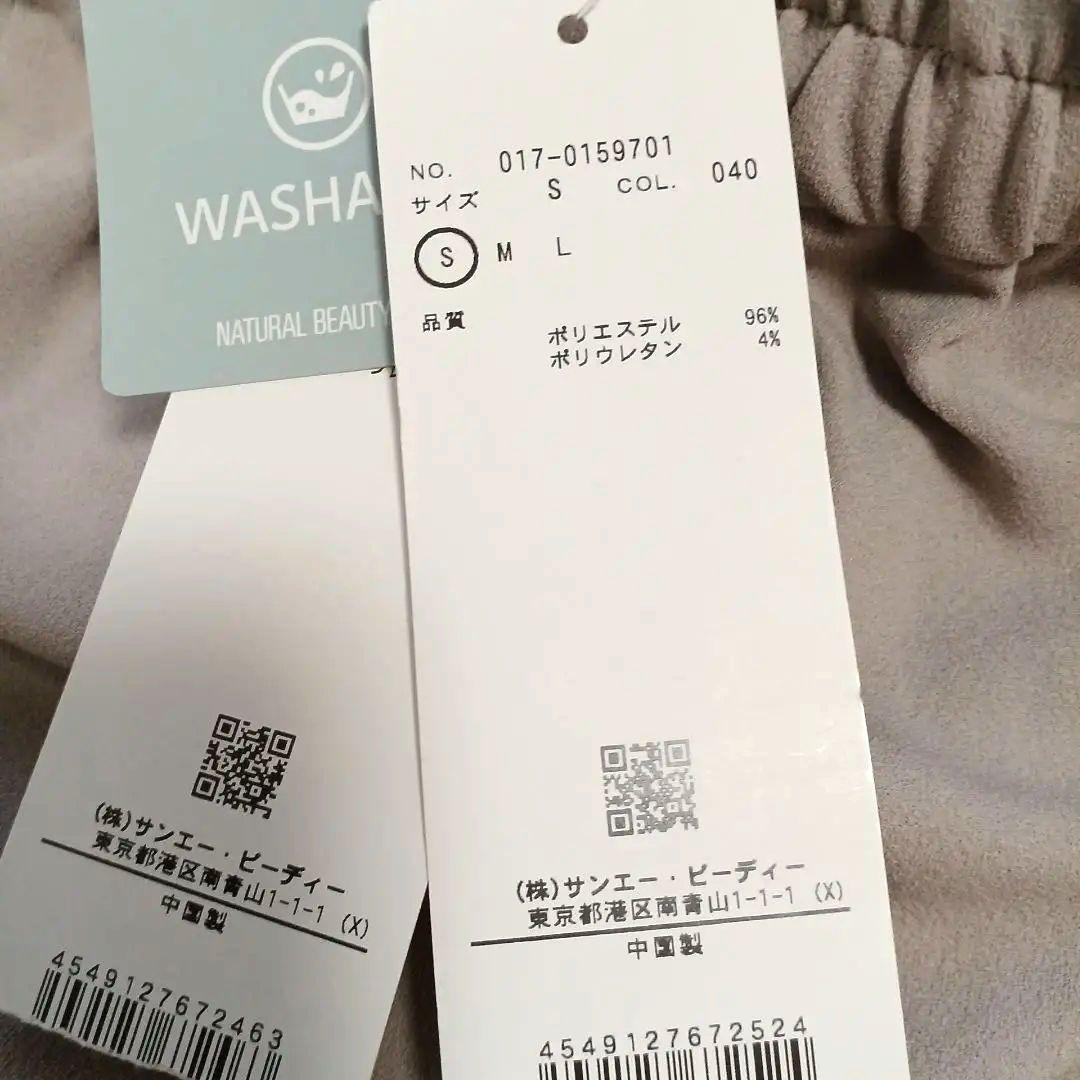 WASHA
NATURAL BEAUTY
NO. 017-0159701
サイズ S COL. 040
S M L
品質
ポリエステル 96%
ポリウレタン 4%
(株)サンエー・ビーディー
東京都港区南青山1-1-1 (X)
中国製
4549127672463
(株)サンエー・ビーディー
東京都港区南青山1-1-1 (X)
中国製
4549127672524